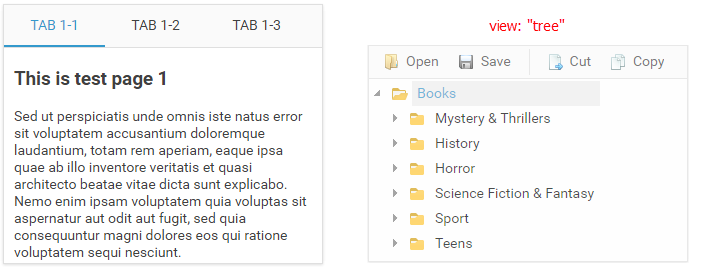 TAB 1-1 TAB 1-2 TAB 1-3
This is test page 1
Sed ut perspiciatis unde omnis iste natus error
sit voluptatem accusantium doloremque
laudantium, totam rem aperiam, eaque ipsa
quae ab illo inventore veritatis et quasi
architecto beatae vitae dicta sunt explicabo.
Nemo enim ipsam voluptatem quia voluptas sit
aspernatur aut odit aut fugit, sed quia
consequuntur magni dolores eos qui ratione
voluptatem sequi nesciunt.
view: "tree"
Open Save Cut Copy
Books
Mystery & Thrillers
History
Horror
Science Fiction & Fantasy
Sport
Teens